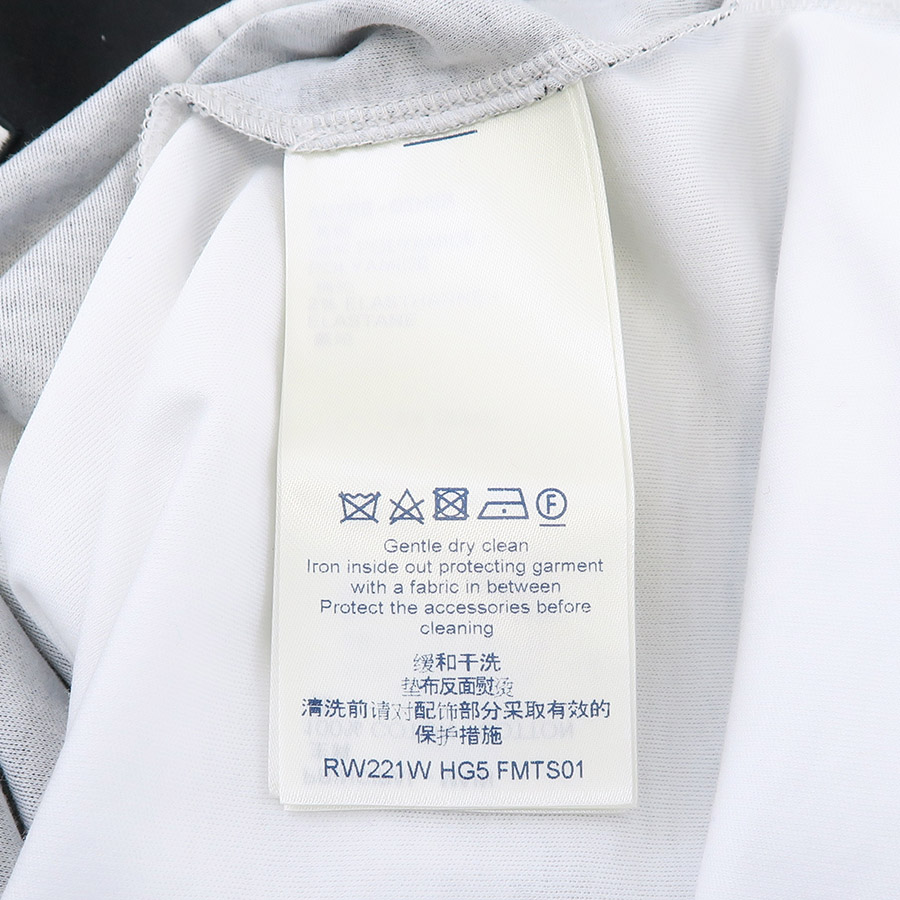 F
Gentle dry clean
Iron inside out protecting garment
with a fabric in between
Protect the accessories before
cleaning
缓和干洗
垫布反面熨烫
清洗前请对配饰部分采取有效的
保护措施
RW221W HG5 FMTS01